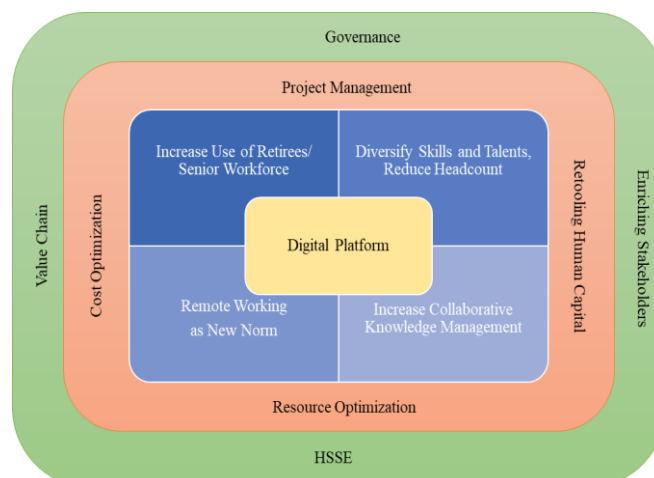 Governance
Project Management
Increase Use of Retirees/
Senior Workforce
Diversify Skills and Talents,
Reduce Headcount
Value Chain
Cost Optimization
Digital Platform
Retooling Human Capital
Enriching Stakeholders
Remote Working
as New Norm
Increase Collaborative
Knowledge Management
Resource Optimization
HSSE